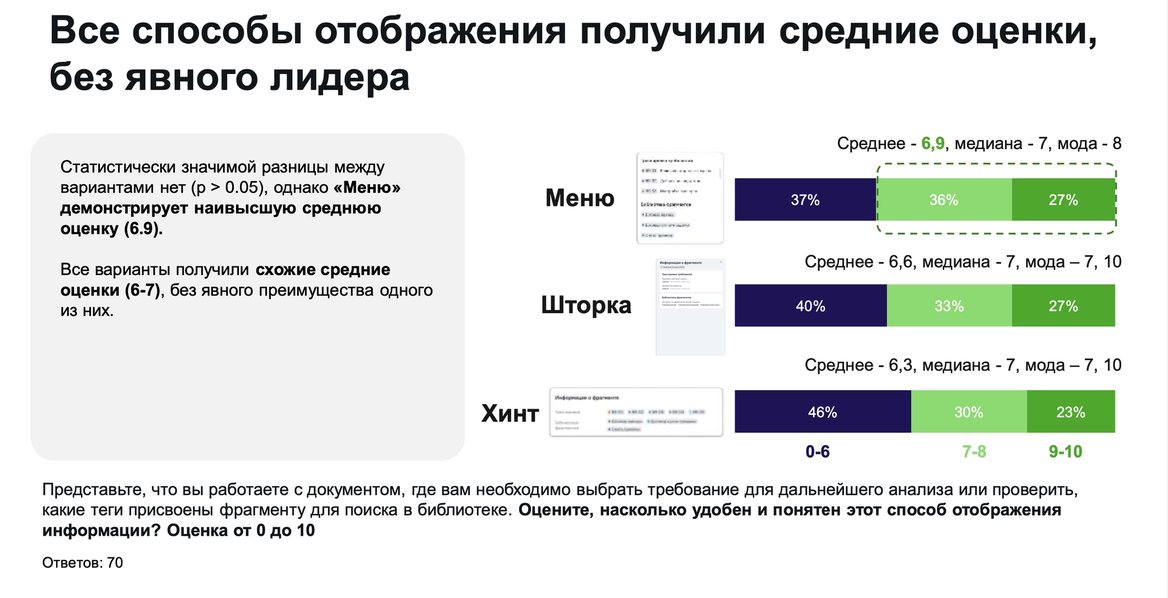 Все способы отображения получили средние оценки,
без явного лидера
Статистически значимой разницы между
вариантами нет (p > 0.05), однако «Меню»
демонстрирует наивысшую среднюю
оценку (6.9).
Все варианты получили схожие средние
оценки (6-7), без явного преимущества одного
из них.
Среднее - 6,9, медиана - 7, мода - 8
Меню
37%
36%
27%
Среднее - 6,6, медиана - 7, мода – 7, 10
Шторка
Информация о фрагменте
40%
33%
27%
Среднее - 6,3, медиана - 7, мода – 7, 10
Хинт
Информация о фрагменте
46%
30%
23%
0-6
7-8
9-10
Представьте, что вы работаете с документом, где вам необходимо выбрать требование для дальнейшего анализа или проверить,
какие теги присвоены фрагменту для поиска в библиотеке. Оцените, насколько удобен и понятен этот способ отображения
информации? Оценка от 0 до 10
Ответов: 70